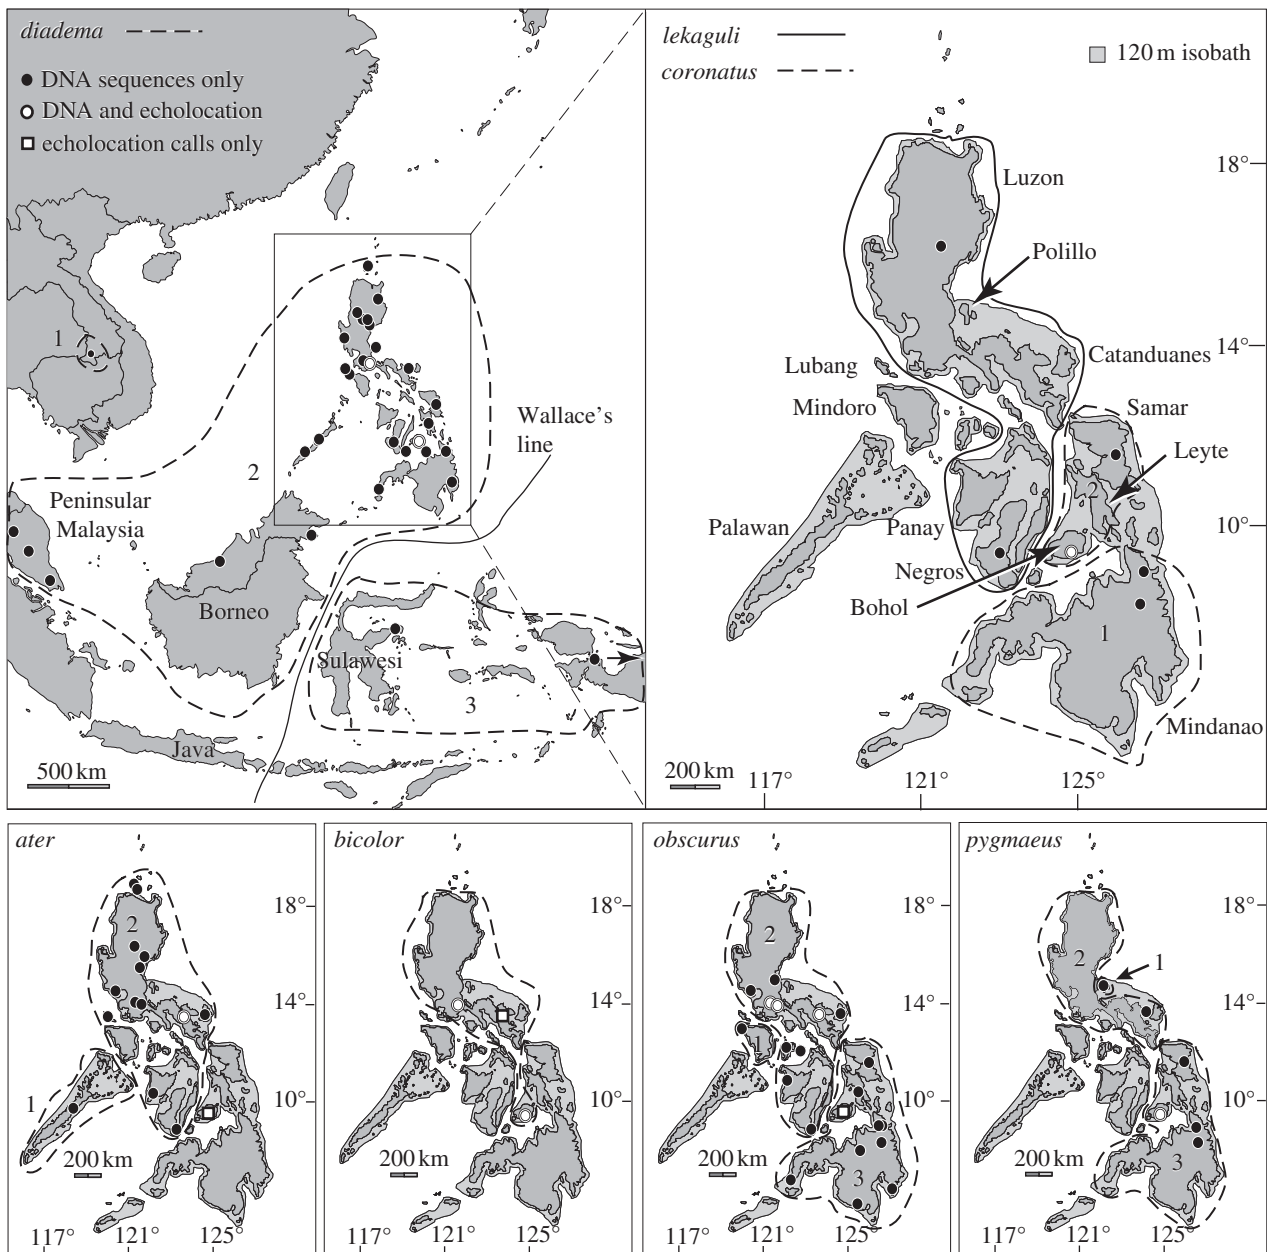 diadema
DNA sequences only
DNA and echolocation
echolocation calls only
1
2
Wallace's
line
Peninsular
Malaysia
Borneo
Sulawesi
3
Java
500 km
lekaguli
coronatus
120 m isobath
18°
Luzon
Polillo
14°
Catanduanes
Lubang
Mindoro
Samar
Leyte
2
10°
Palawan
Panay
Negros
Bohol
1
Mindanao
200 km
117°
121°
125°
ater
18°
2
14°
10°
1
200 km
117°
121°
125°
bicolor
18°
14°
10°
200 km
117°
121°
125°
obscurus
18°
2
14°
1
10°
200 km
3
117°
121°
125°
pygmaeus
18°
2
1
14°
10°
200 km
3
117°
121°
125°